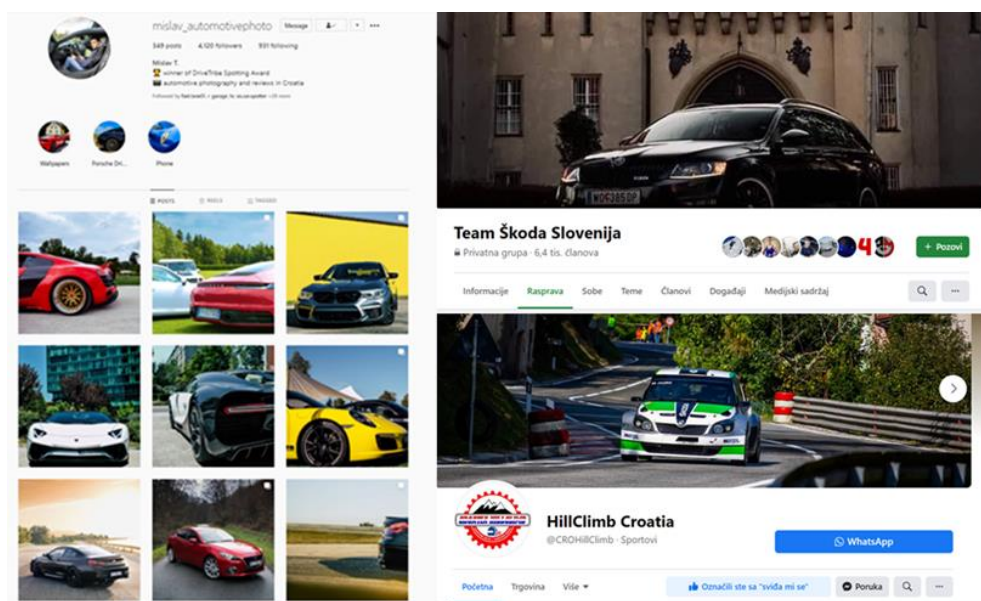 mislav_automotivephoto Message
549 posts 4,120 followers 931 following
Mislav T.
winner of DriveTribe Spotting Award
automotive photography and reviews in Croatia
Wallpapers
Porsche Dri...
Phone
POSTS
REELS
TAGGED
Team Škoda Slovenija
Privatna grupa · 6,4 tis. članova
+ Pozovi
Informacije Rasprava Sobe Teme Članovi Događaji Medijski sadržaj
HillClimb Croatia
@CROHillClimb · Sportovi
WhatsApp
Početna Trgovina Više
Označili ste sa "sviđa mi se"
Poruka